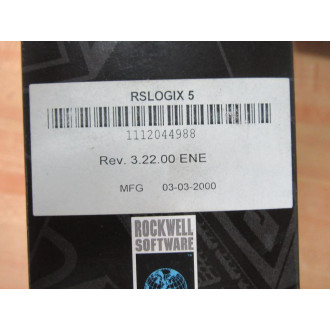 RSLOGIX 5
1112044988
Rev. 3.22.00 ENE
MFG 03-03-2000
ROCKWELL
SOFTWARE